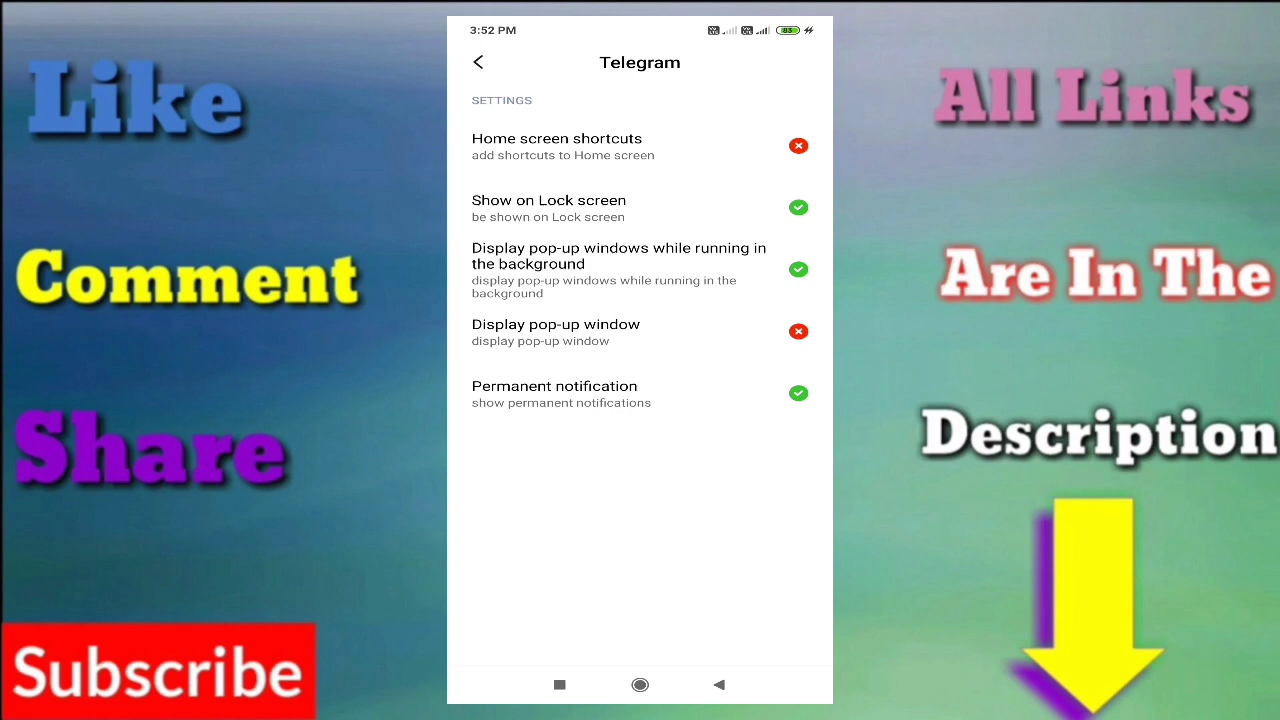 Like
Comment
Share
Subscribe
3:52 PM
83
Telegram
SETTINGS
Home screen shortcuts
add shortcuts to Home screen
Show on Lock screen
be shown on Lock screen
Display pop-up windows while running in
the background
display pop-up windows while running in the
background
Display pop-up window
display pop-up window
Permanent notification
show permanent notifications
All Links
Are In The
Description